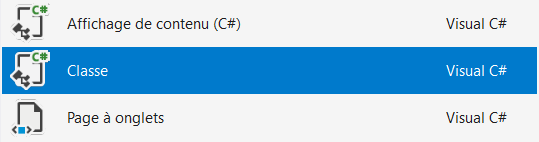 C# Affichage de contenu (C#) Visual C#
C# Classe Visual C#
Page à onglets Visual C#